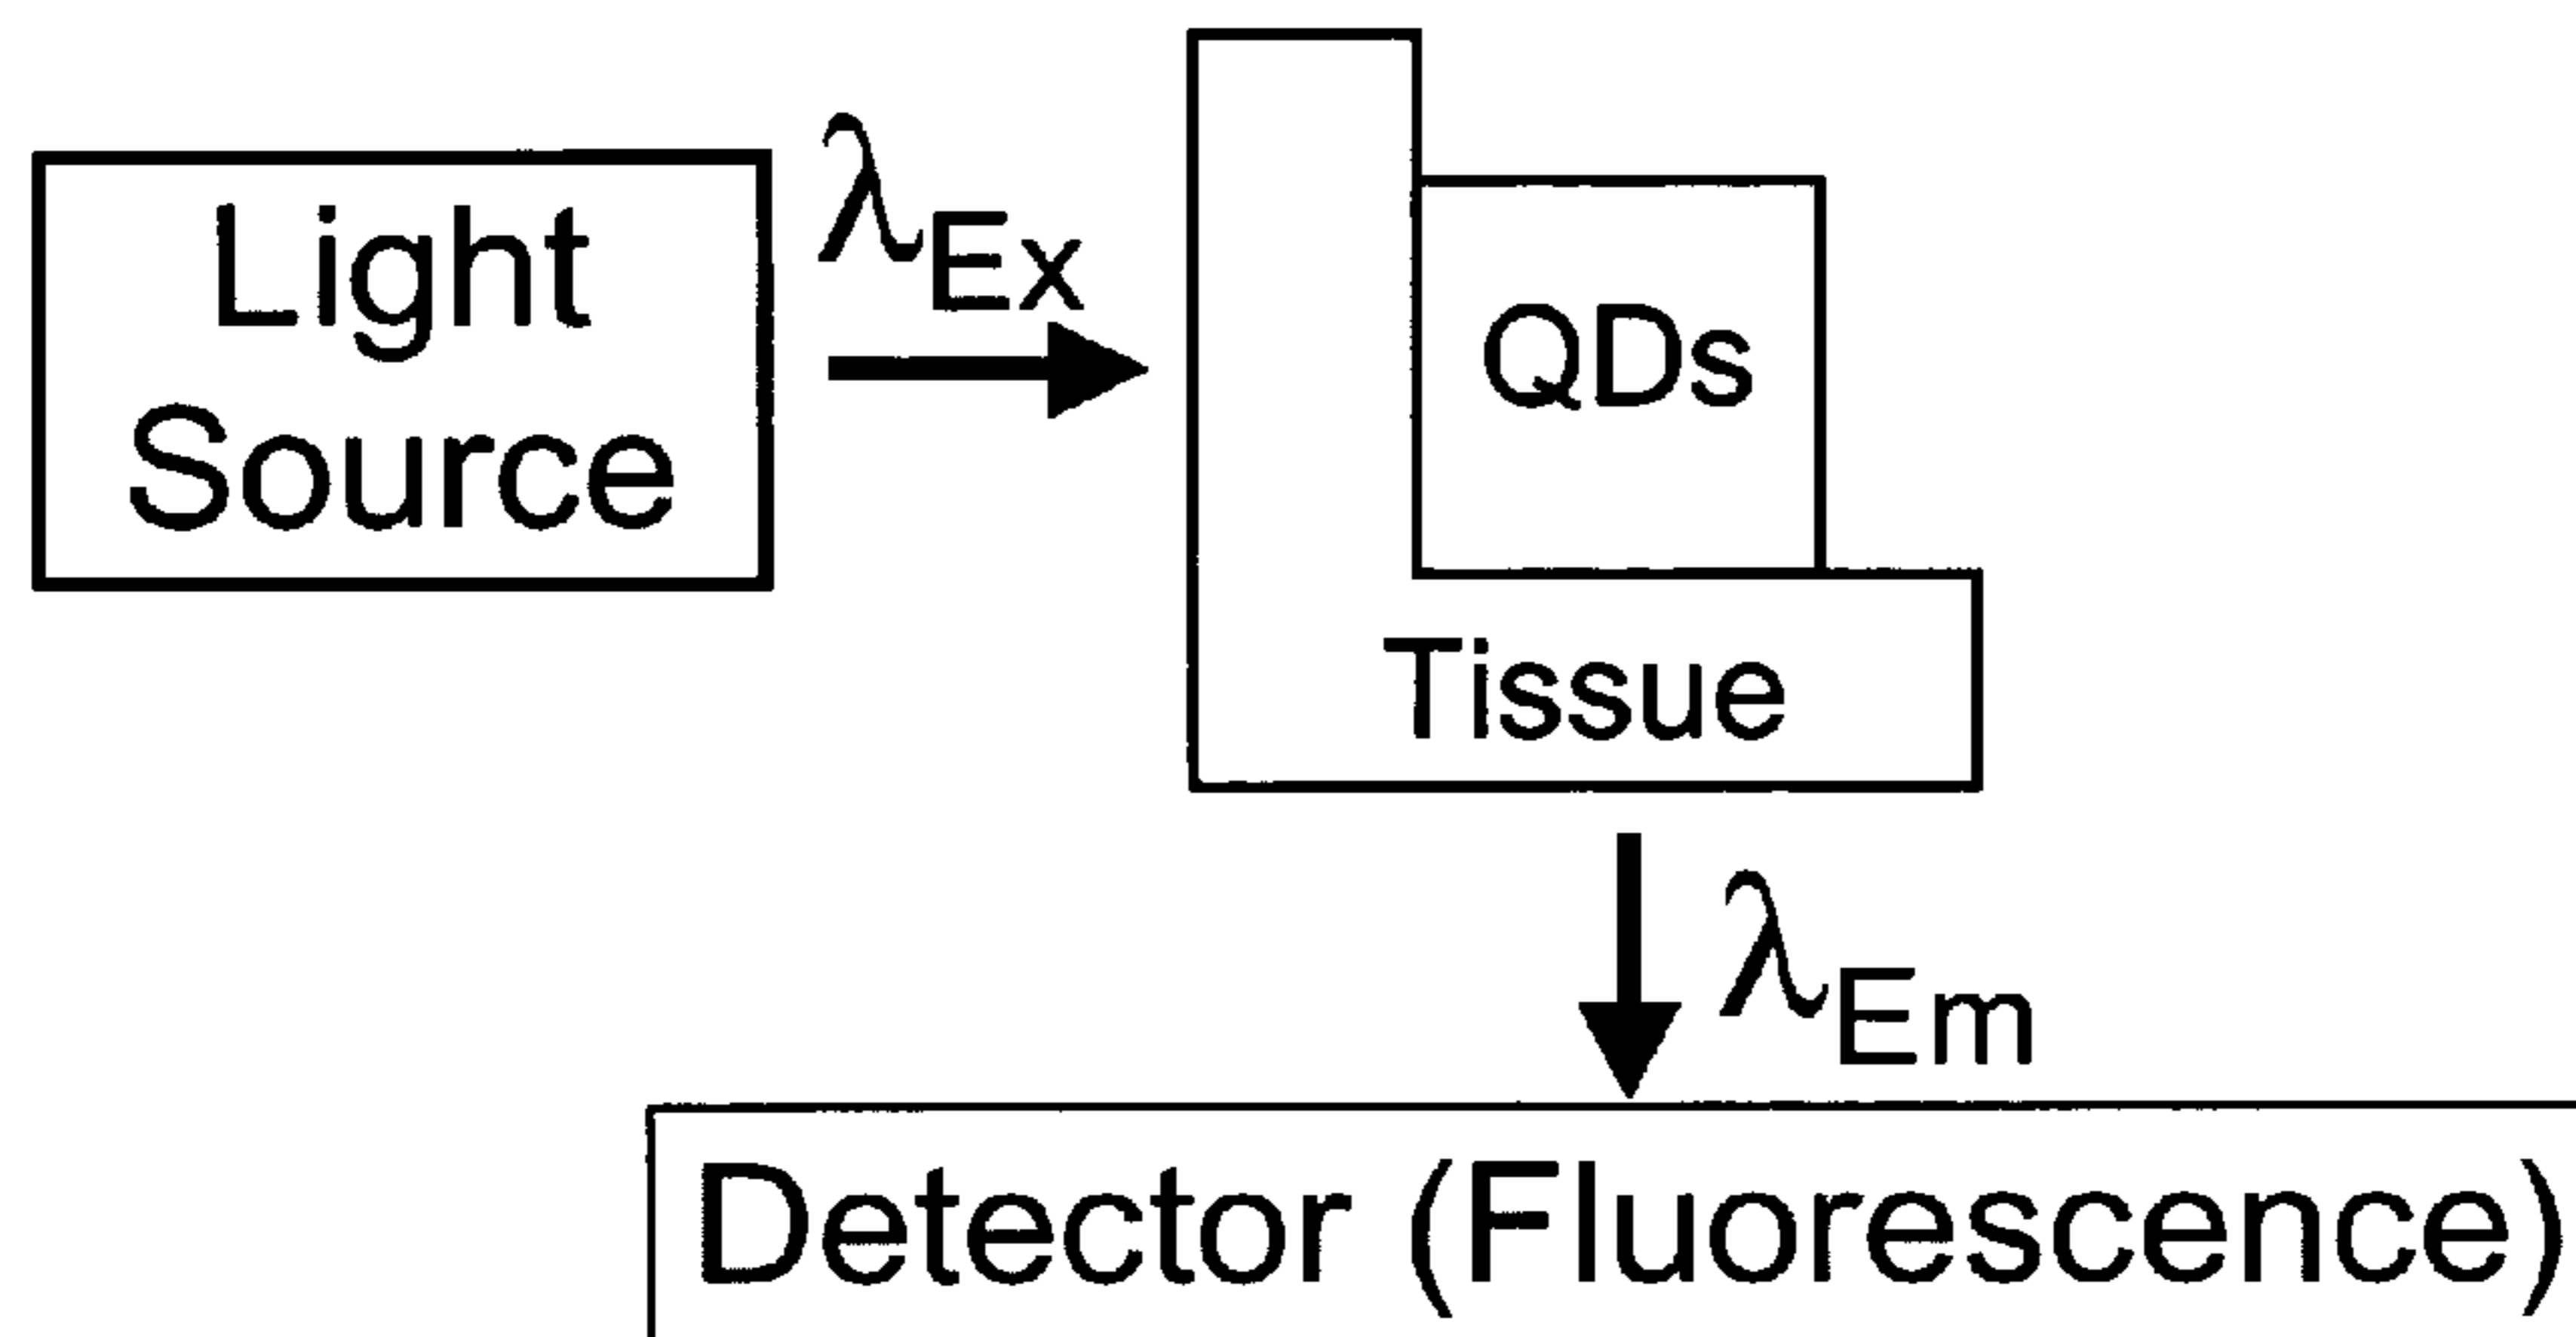 Light
Source
λEx
QDs
Tissue
λEm
Detector (Fluorescence)